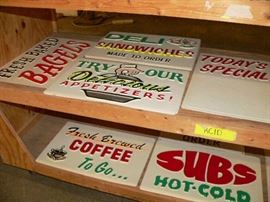 FRESH BAKED
BAGELS
DELI
SANDWICHES
MADE TO ORDER
TRY OUR
Delicious
APPETIZERS!
TODAY'S
SPECIAL
ORDER
Fresh Brewed
COFFEE
To Go...
SUBS
HOT-COLD